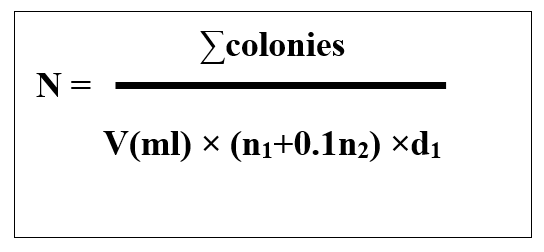 ∑colonies
N =
V(ml) × (n₁+0.1n₂) ×d₁